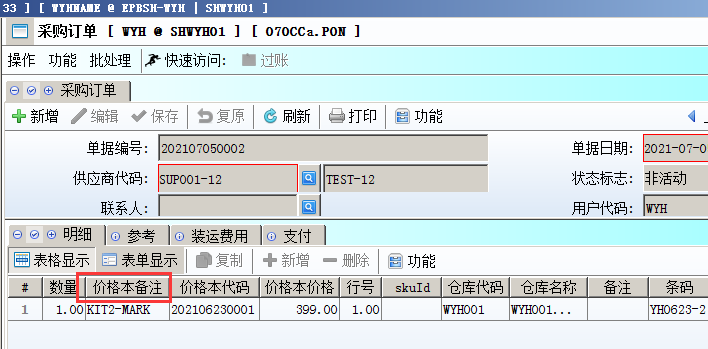 33 ] [ WYHNAME @ EPBSH-WYH | SHWYH01 ]
采购订单 [ WYH @ SHWYH01 ] [ O70CCa.PON ]
操作 功能 批处理 快速访问: 过账
采购订单
新增 编辑 保存 复原 刷新 打印 功能
单据编号: 202107050002 单据日期: 2021-07-0
供应商代码: SUP001-12 TEST-12 状态标志: 非活动
联系人: 用户代码: WYH
明细 参考 装运费用 支付
表格显示 表单显示 复制 新增 删除 功能
# 数量 价格本备注 价格本代码 价格本价格 行号 skuId 仓库代码 仓库名称 备注 条码
1 1.00 KIT2-MARK 202106230001 399.00 1.00 WYH001 WYH001... YH0623-2